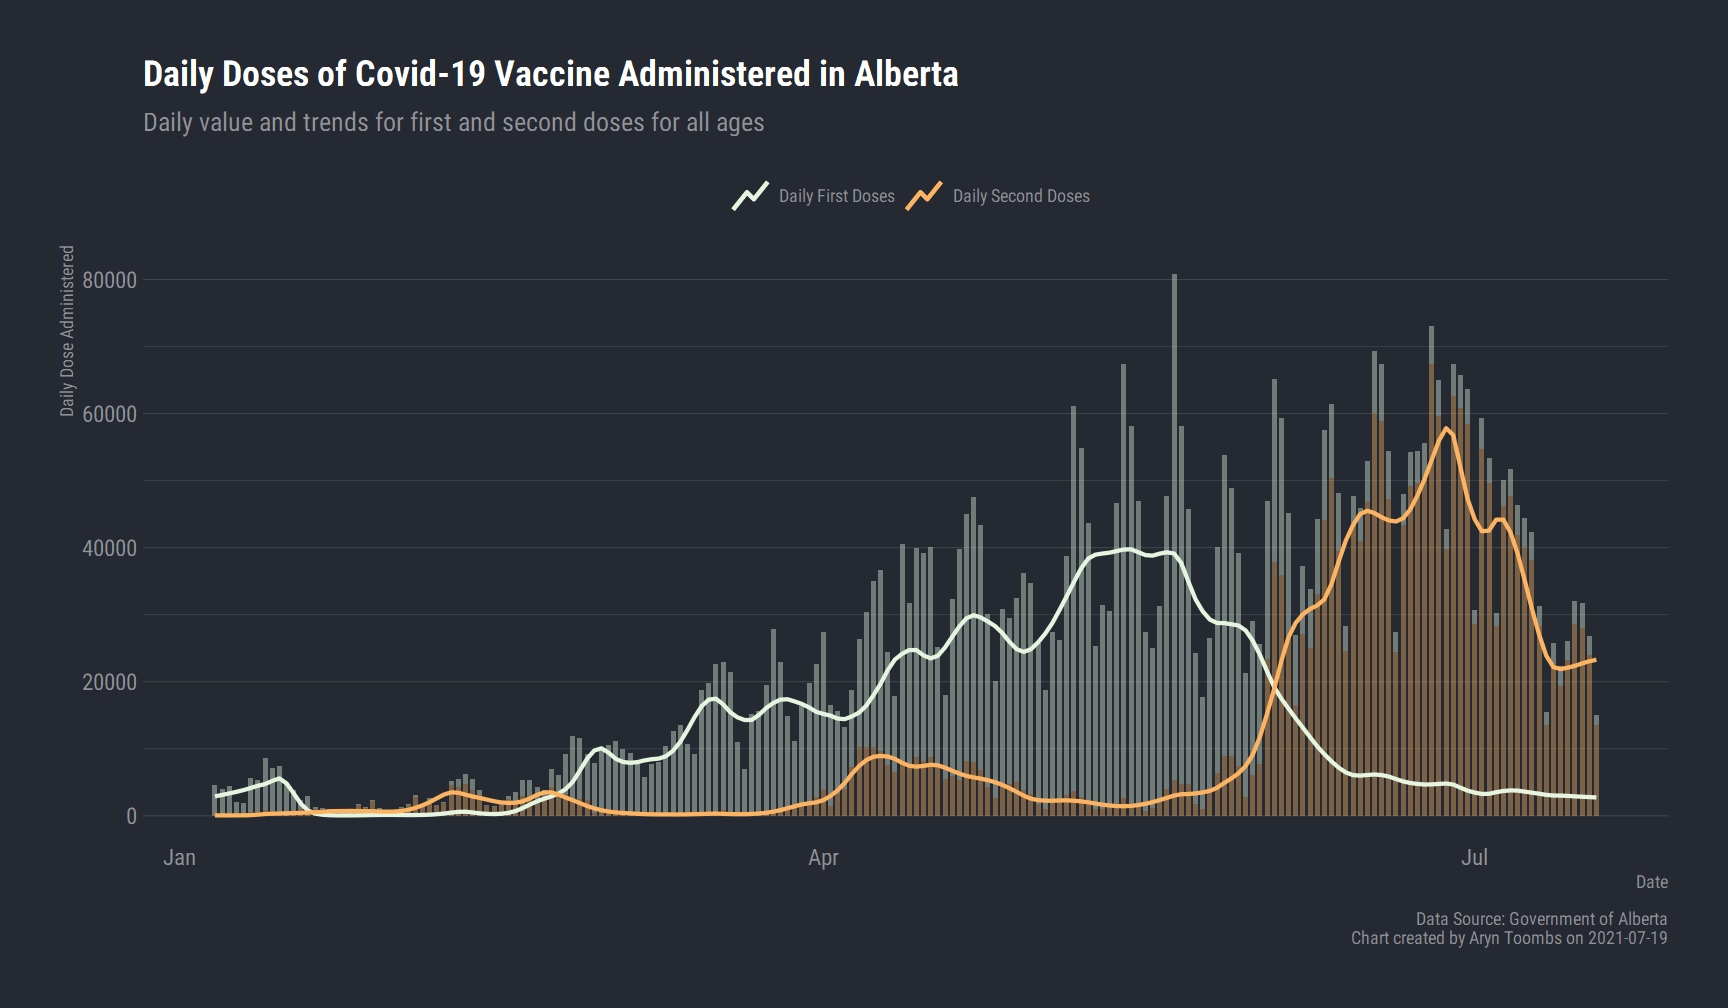 Daily Doses of Covid-19 Vaccine Administered in Alberta
Daily value and trends for first and second doses for all ages
Daily First Doses
Daily Second Doses
Daily Dose Administered
80000
60000
40000
20000
0
Jan
Apr
Jul
Date
Data Source: Government of Alberta
Chart created by Aryn Toombs on 2021-07-19